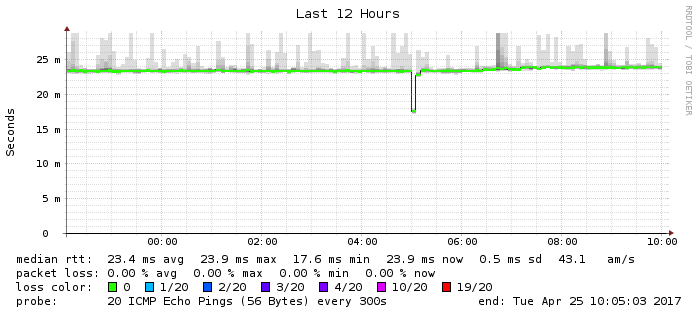 Last 12 Hours
RRDTOOL / TOBI OETIKER
Seconds
25 m
20 m
15 m
10 m
5 m
0
00:00 02:00 04:00 06:00 08:00 10:00
median rtt: 23.4 ms avg 23.9 ms max 17.6 ms min 23.9 ms now 0.5 ms sd 43.1 am/s
packet loss: 0.00 % avg 0.00 % max 0.00 % min 0.00 % now
loss color: 0 1/20 2/20 3/20 4/20 10/20 19/20
probe: 20 ICMP Echo Pings (56 Bytes) every 300s end: Tue Apr 25 10:05:03 2017